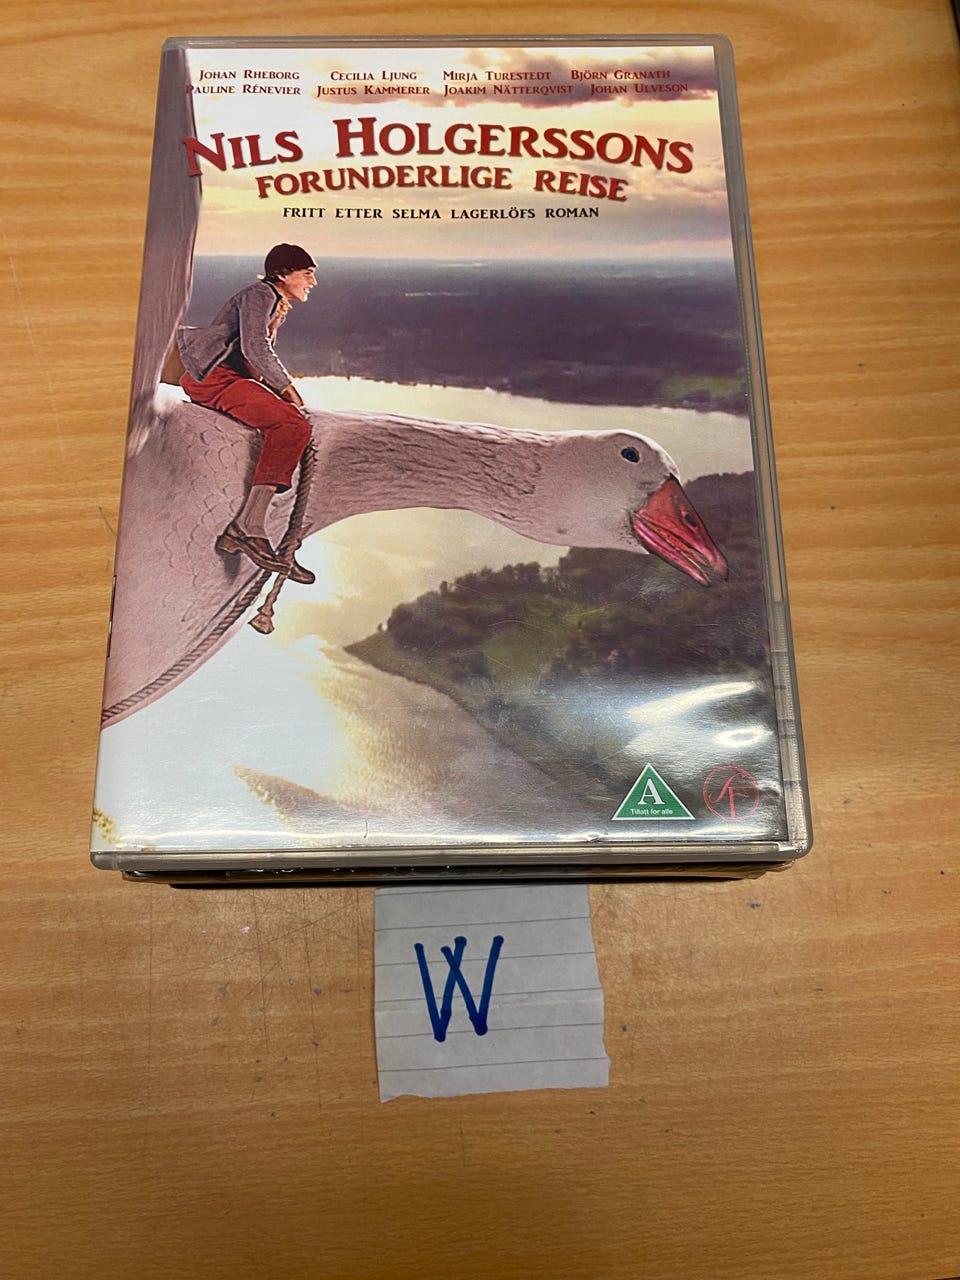 JOHAN RHEBORG CECILIA LJUNG MIRJA TURESTEDT BJÖRN GRANATH
PAULINE RÉNEVIER JUSTUS KAMMERER JOAKIM NÄTTERQVIST JOHAN ULVESON
NILS HOLGERSSONS
FORUNDERLIGE REISE
FRITT ETTER SELMA LAGERLÖFS ROMAN
A
Tillatt for alle
SF
W